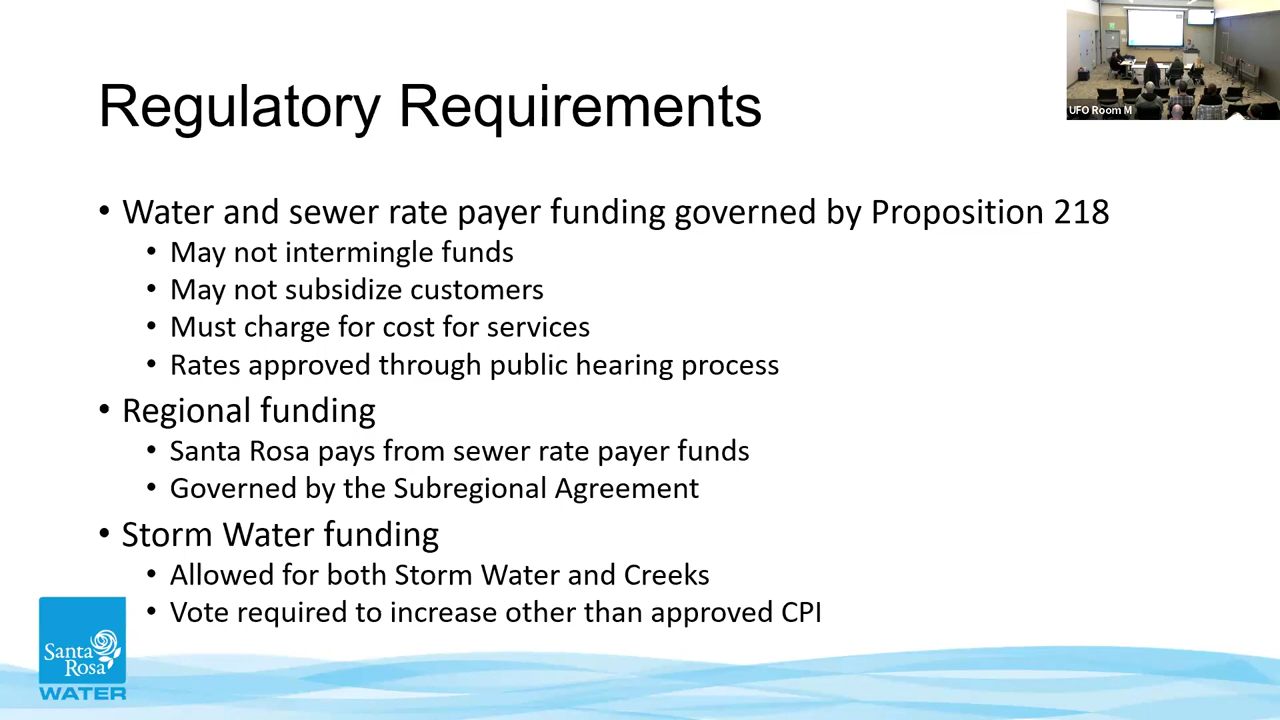 UFO Room M
Regulatory Requirements
• Water and sewer rate payer funding governed by Proposition 218
• May not intermingle funds
• May not subsidize customers
• Must charge for cost for services
• Rates approved through public hearing process
• Regional funding
• Santa Rosa pays from sewer rate payer funds
• Governed by the Subregional Agreement
• Storm Water funding
• Allowed for both Storm Water and Creeks
• Vote required to increase other than approved CPI
Santa
Rosa
WATER